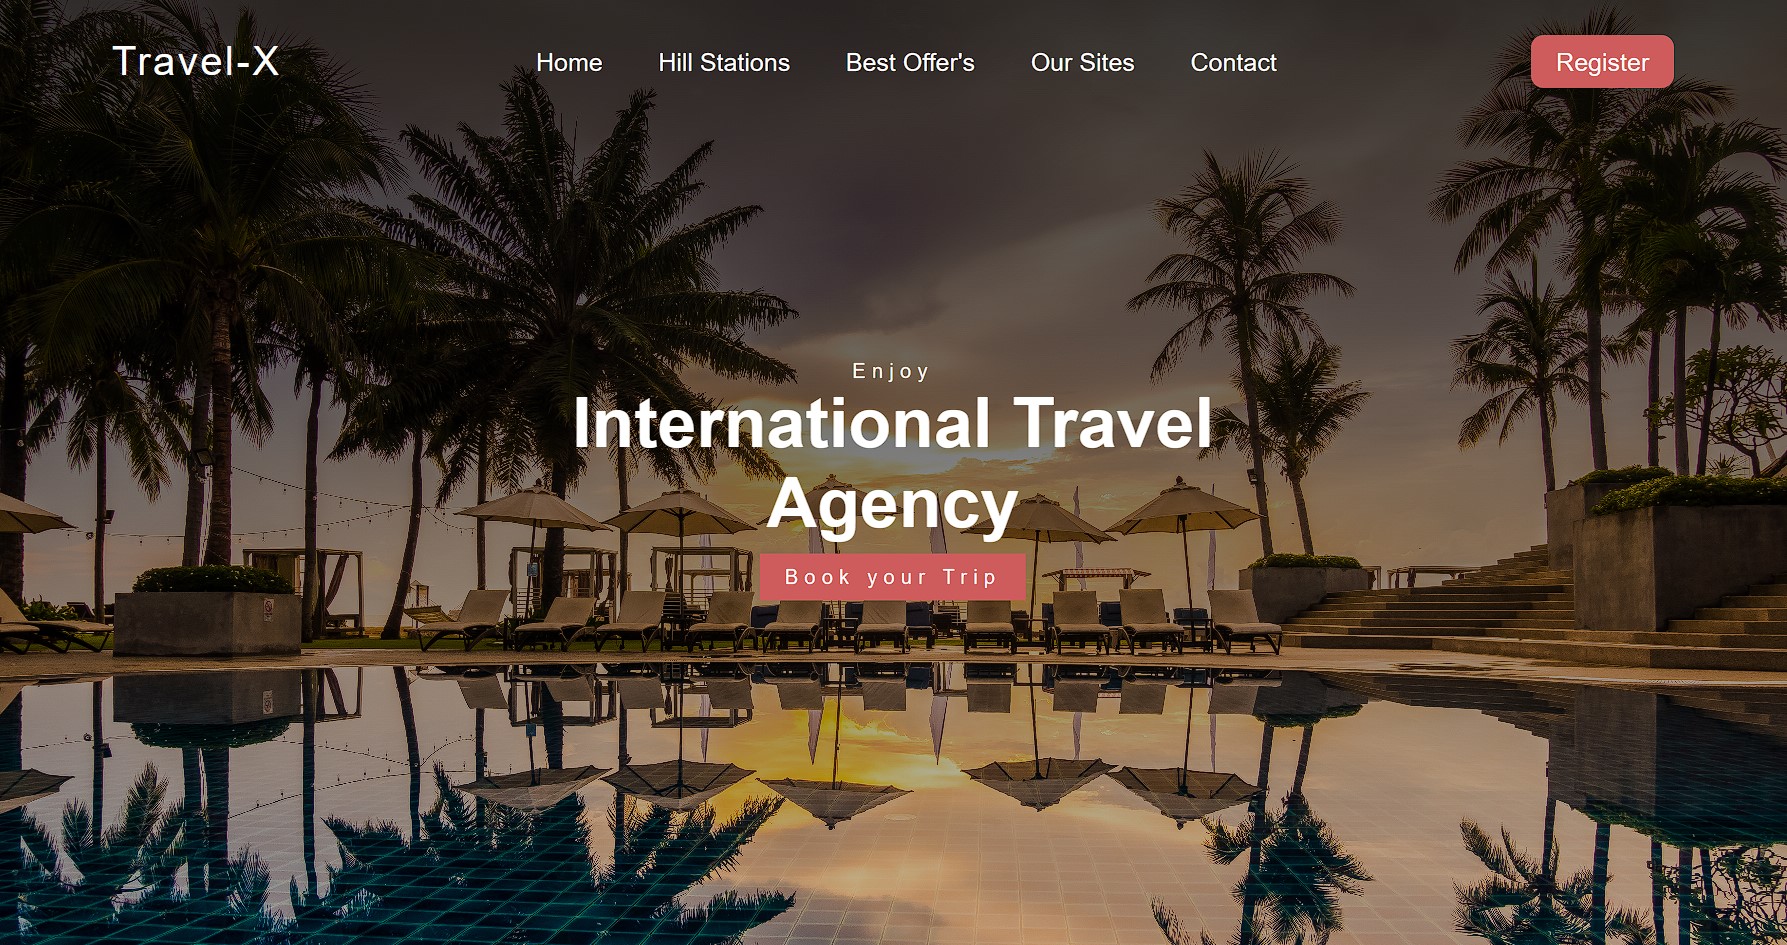 Travel-X
Home
Hill Stations
Best Offer's
Our Sites
Contact
Register
Enjoy
International Travel
Agency
Book your Trip